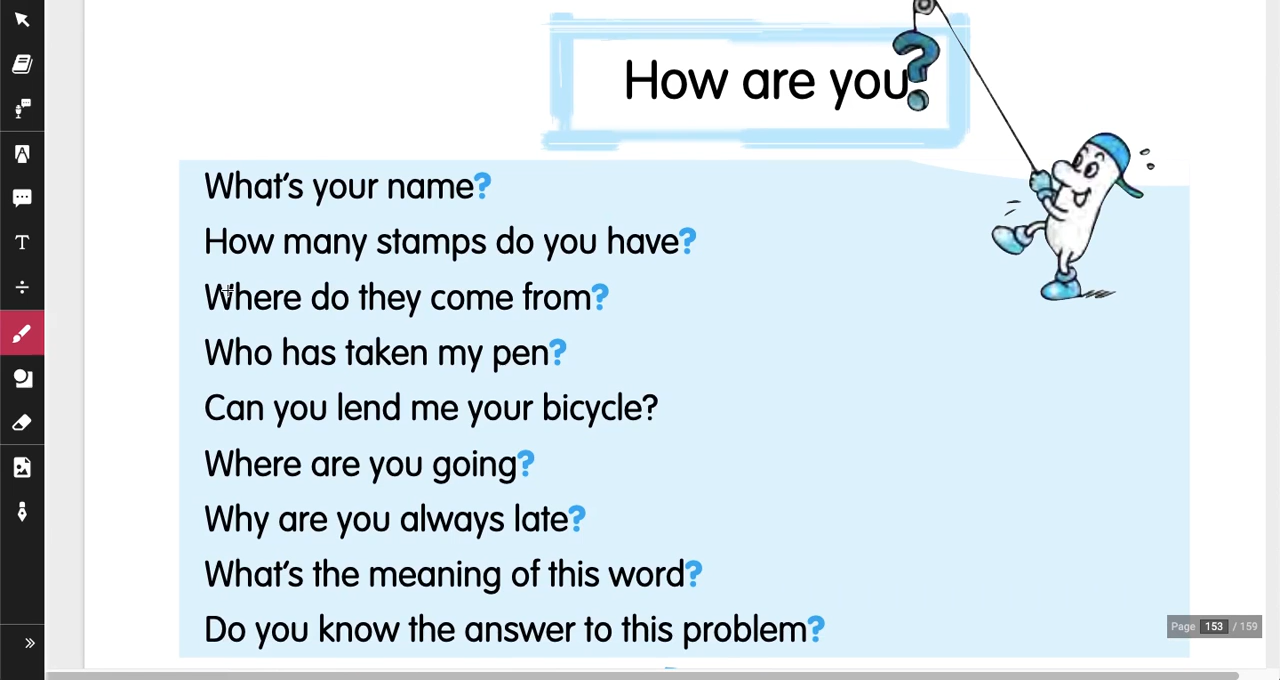 How are you?
What's your name?
How many stamps do you have?
Where do they come from?
Who has taken my pen?
Can you lend me your bicycle?
Where are you going?
Why are you always late?
What's the meaning of this word?
Do you know the answer to this problem?
Page 153 / 159